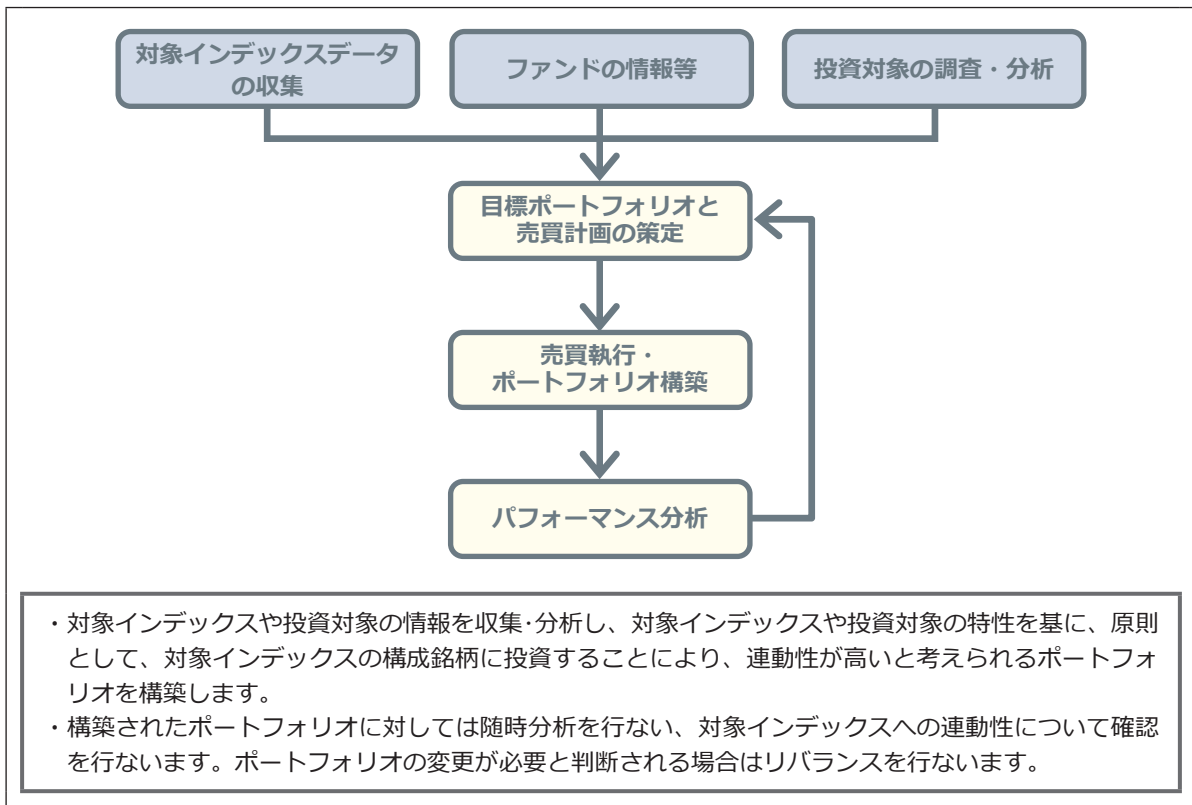 対象インデックスデータ
の収集
ファンドの情報等
投資対象の調査・分析
目標ポートフォリオと
売買計画の策定
売買執行・
ポートフォリオ構築
パフォーマンス分析
・対象インデックスや投資対象の情報を収集･分析し、対象インデックスや投資対象の特性を基に、原則
として、対象インデックスの構成銘柄に投資することにより、連動性が高いと考えられるポートフォ
リオを構築します。
・構築されたポートフォリオに対しては随時分析を行ない、対象インデックスへの連動性について確認
を行ないます。ポートフォリオの変更が必要と判断される場合はリバランスを行ないます。